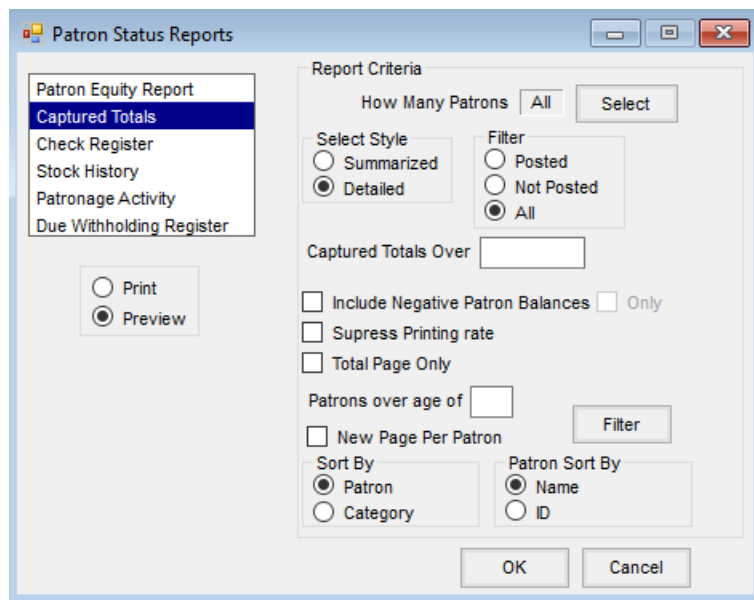 Patron Status Reports
Patron Equity Report
Captured Totals
Check Register
Stock History
Patronage Activity
Due Withholding Register
Print
Preview
Report Criteria
How Many Patrons All Select
Select Style
Summarized
Detailed
Filter
Posted
Not Posted
All
Captured Totals Over
Include Negative Patron Balances Only
Supress Printing rate
Total Page Only
Patrons over age of
New Page Per Patron
Filter
Sort By
Patron
Category
Patron Sort By
Name
ID
OK Cancel